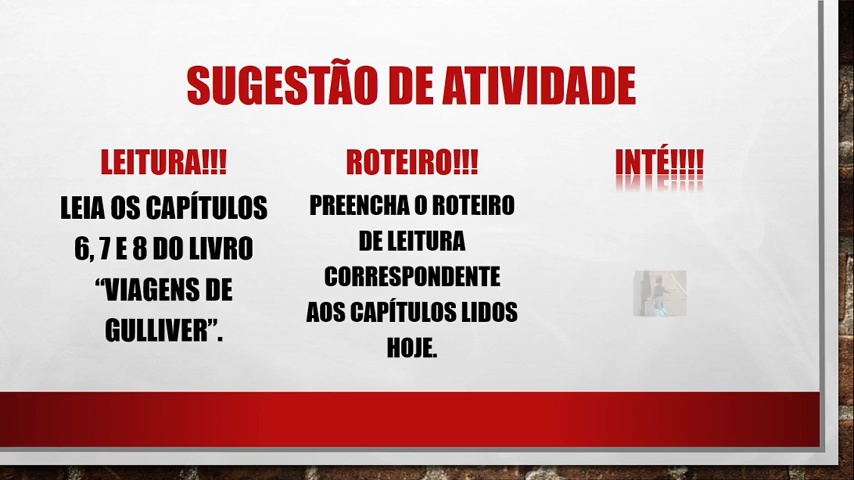 SUGESTÃO DE ATIVIDADE
LEITURA!!!
LEIA OS CAPÍTULOS
6, 7 E 8 DO LIVRO
“VIAGENS DE
GULLIVER”.
ROTEIRO!!!
PREENCHA O ROTEIRO
DE LEITURA
CORRESPONDENTE
AOS CAPÍTULOS LIDOS
HOJE.
INTÉ!!!!